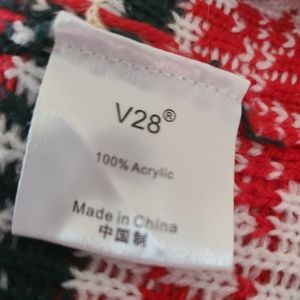 V28®
100% Acrylic
Made in China
中国制